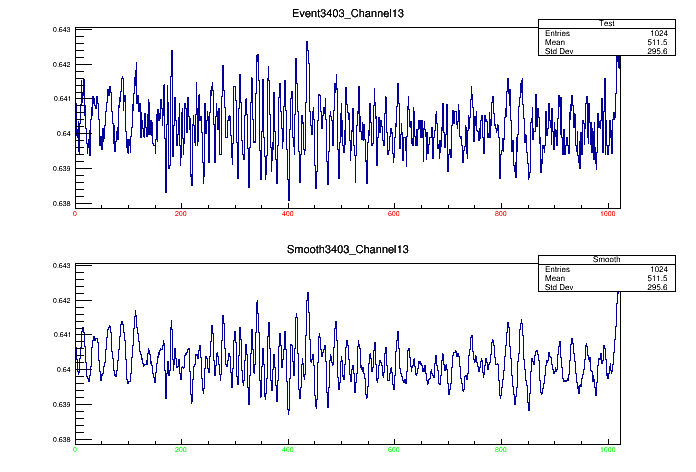 Event3403_Channel13
Test
Entries 1024
Mean 511.5
Std Dev 295.6
0.643
0.642
0.641
0.64
0.639
0.638
0 200 400 600 800 1000
Smooth3403_Channel13
Smooth
Entries 1024
Mean 511.5
Std Dev 295.6
0.643
0.642
0.641
0.64
0.639
0.638
0 200 400 600 800 1000